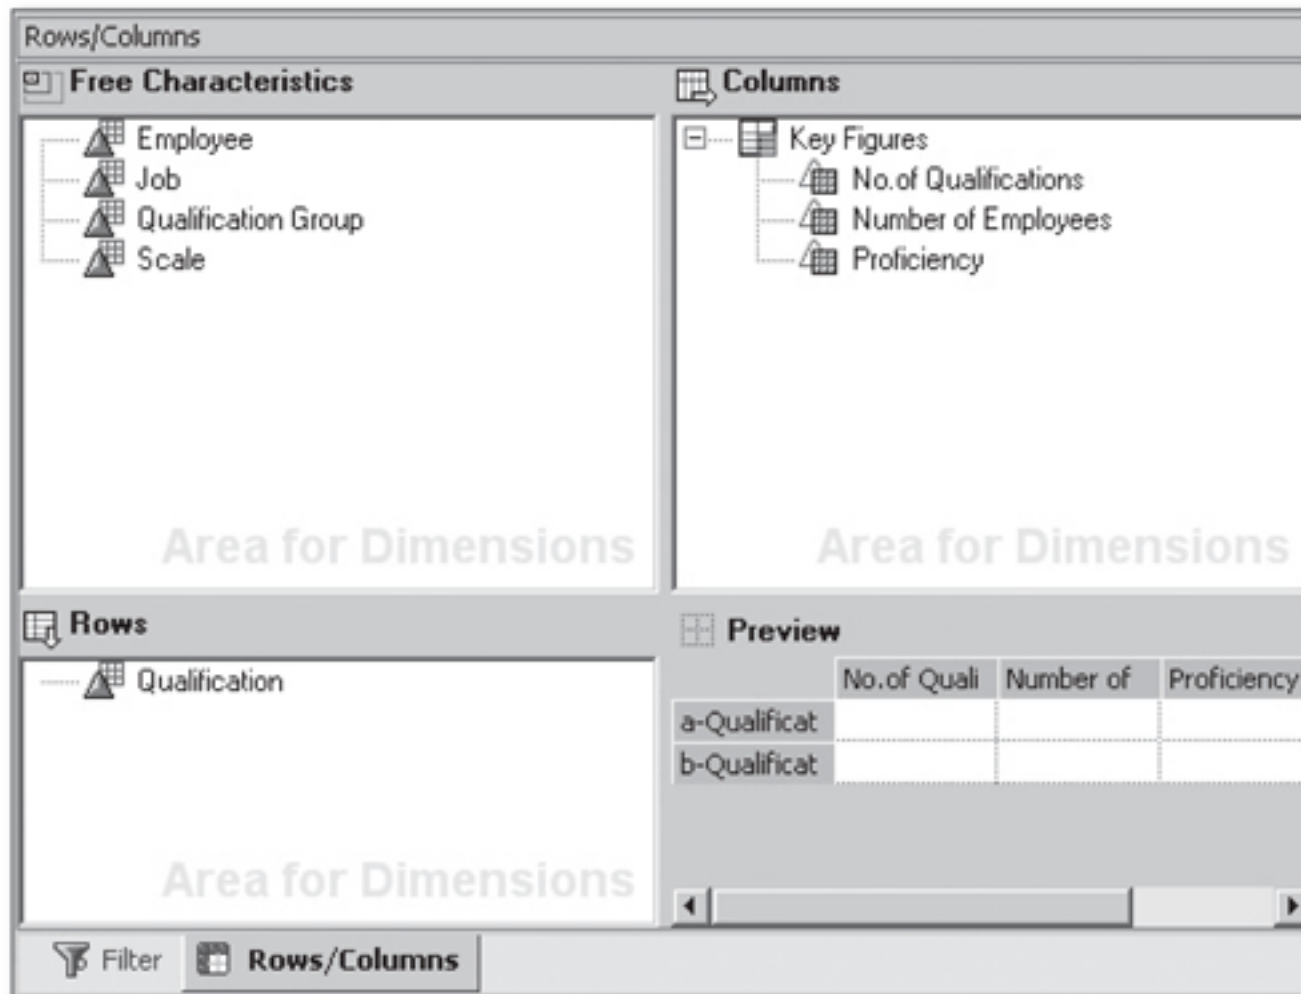 Rows/Columns
Free Characteristics
Employee
Job
Qualification Group
Scale
Area for Dimensions
Columns
Key Figures
No.of Qualifications
Number of Employees
Proficiency
Area for Dimensions
Rows
Qualification
Area for Dimensions
Preview
No.of Quali Number of Proficiency
a-Qualificat
b-Qualificat
Filter Rows/Columns